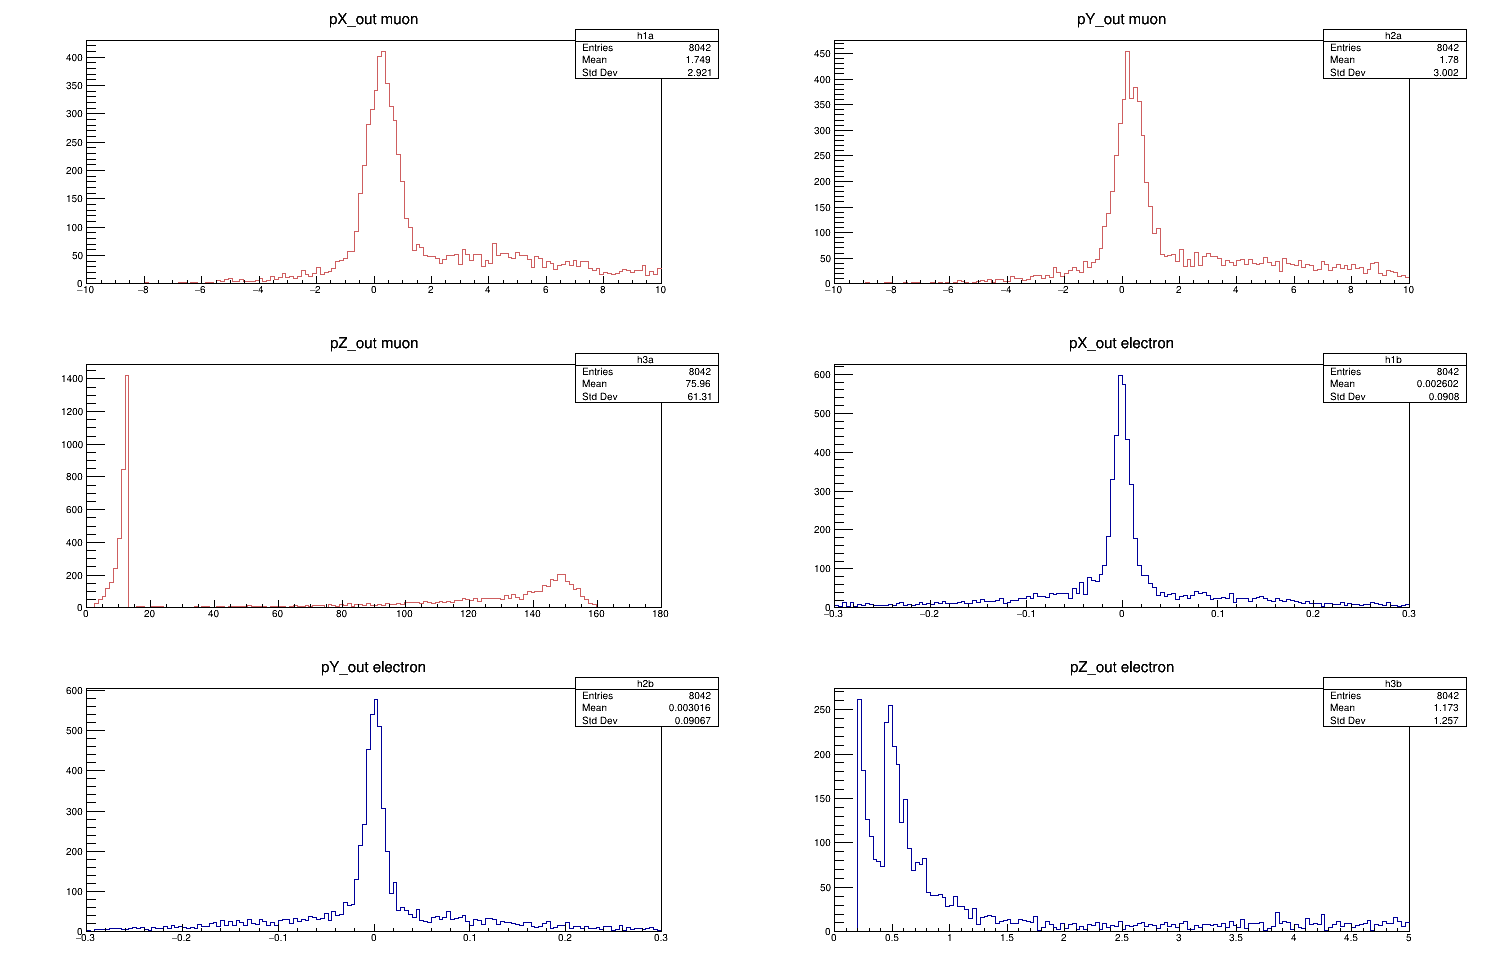 pX_out muon
h1a
Entries 8042
Mean 1.749
Std Dev 2.921
400
350
300
250
200
150
100
50
0
−10 −8 −6 −4 −2 0 2 4 6 8 10
pY_out muon
h2a
Entries 8042
Mean 1.78
Std Dev 3.002
450
400
350
300
250
200
150
100
50
0
−10 −8 −6 −4 −2 0 2 4 6 8 10
pZ_out muon
h3a
Entries 8042
Mean 75.96
Std Dev 61.31
1400
1200
1000
800
600
400
200
0
0 20 40 60 80 100 120 140 160 180
pX_out electron
h1b
Entries 8042
Mean 0.002602
Std Dev 0.0908
600
500
400
300
200
100
0
−0.3 −0.2 −0.1 0 0.1 0.2 0.3
pY_out electron
h2b
Entries 8042
Mean 0.003016
Std Dev 0.09067
600
500
400
300
200
100
0
−0.3 −0.2 −0.1 0 0.1 0.2 0.3
pZ_out electron
h3b
Entries 8042
Mean 1.173
Std Dev 1.257
250
200
150
100
50
0
0 0.5 1 1.5 2 2.5 3 3.5 4 4.5 5